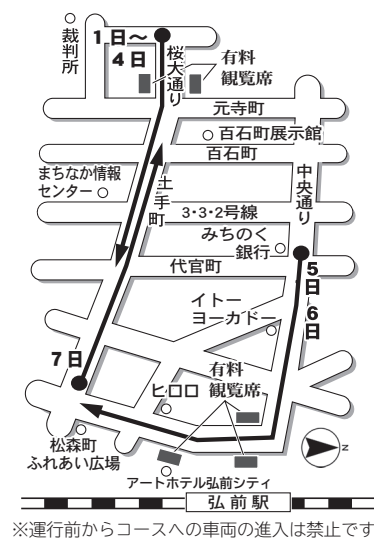 裁判所
1日〜
4日
桜大通り
有料
観覧席
元寺町
百石町展示館
百石町
まちなか情報
センター
土手町
中央通り
3・3・2号線
みちのく
銀行
代官町
5日
〜6日
イトー
ヨーカドー
7日
有料
観覧席
ヒロロ
松森町
ふれあい広場
N
アートホテル弘前シティ
弘前駅
※運行前からコースへの車両の進入は禁止です